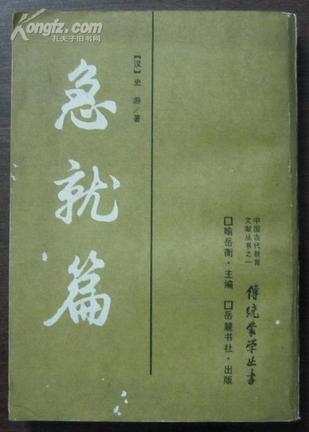 Kongfz.com
孔夫子旧书网
【汉】史游／著
急就篇
中国古代教育
文献丛书之一
傳統蒙学丛书
□喻岳衡·主编 □岳麓书社·出版